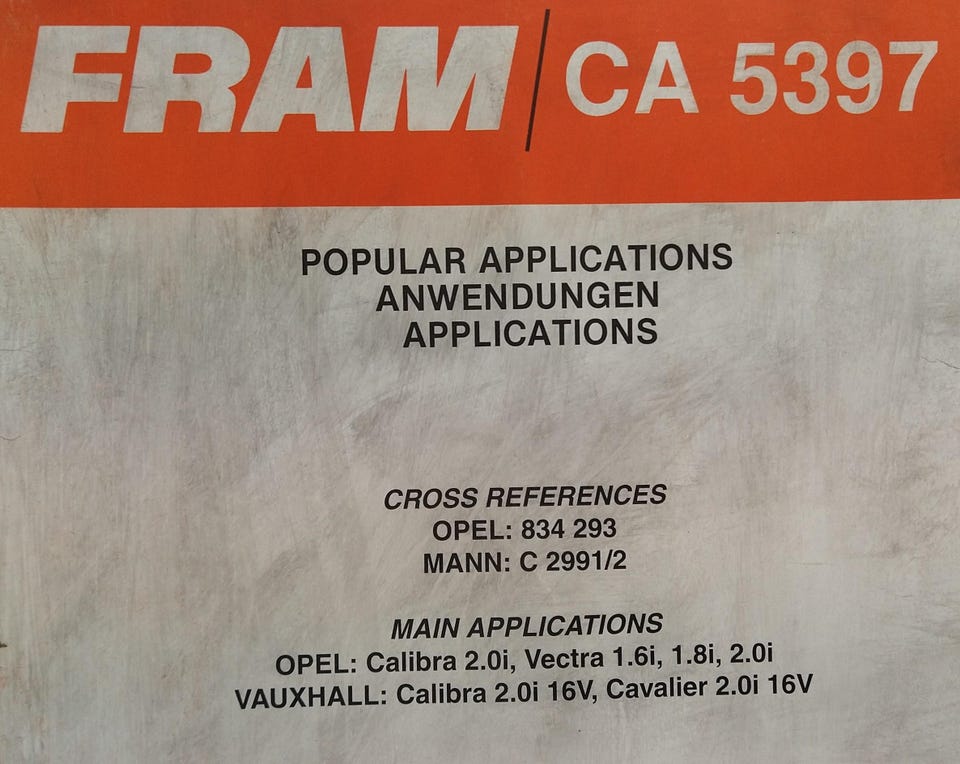 FRAM / CA 5397
POPULAR APPLICATIONS
ANWENDUNGEN
APPLICATIONS
CROSS REFERENCES
OPEL: 834 293
MANN: C 2991/2
MAIN APPLICATIONS
OPEL: Calibra 2.0i, Vectra 1.6i, 1.8i, 2.0i
VAUXHALL: Calibra 2.0i 16V, Cavalier 2.0i 16V